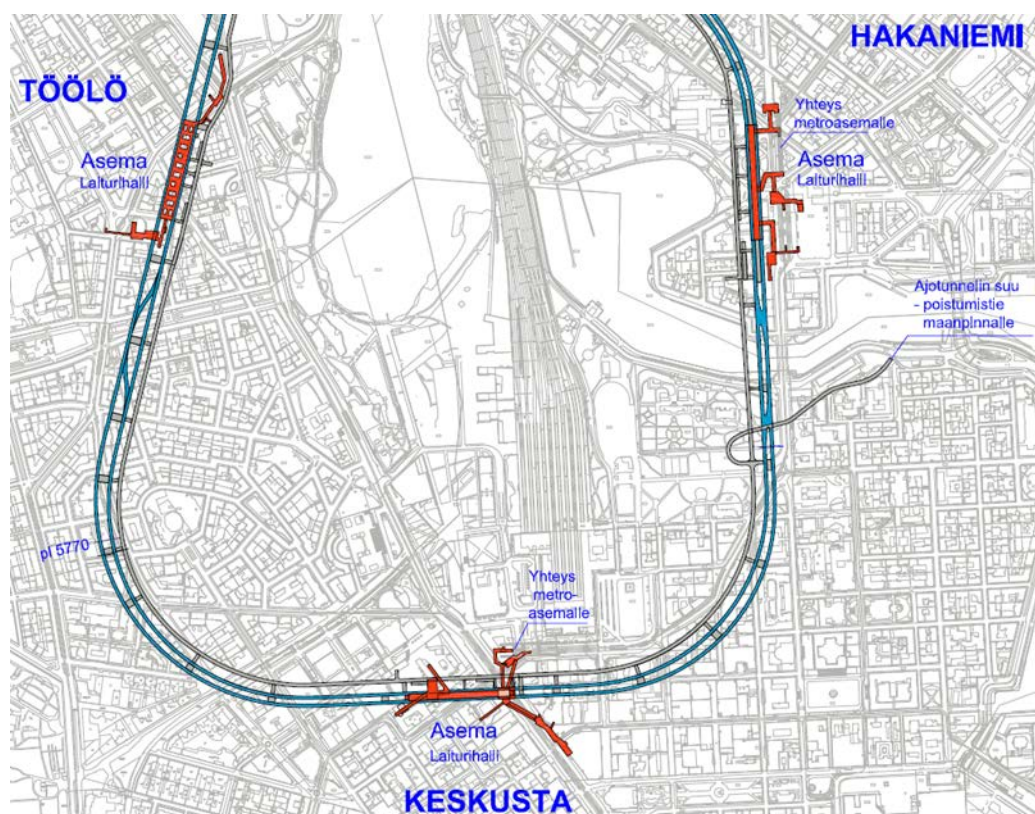 HAKANIEMI
TÖÖLÖ
Yhteys
metroasemalle
Asema
Laiturihalli
Asema
Laiturihalli
Ajotunnelin suu
- poistumistie
maanpinnalle
pl 5770
Yhteys
metro-
asemalle
Asema
Laiturihalli
KESKUSTA